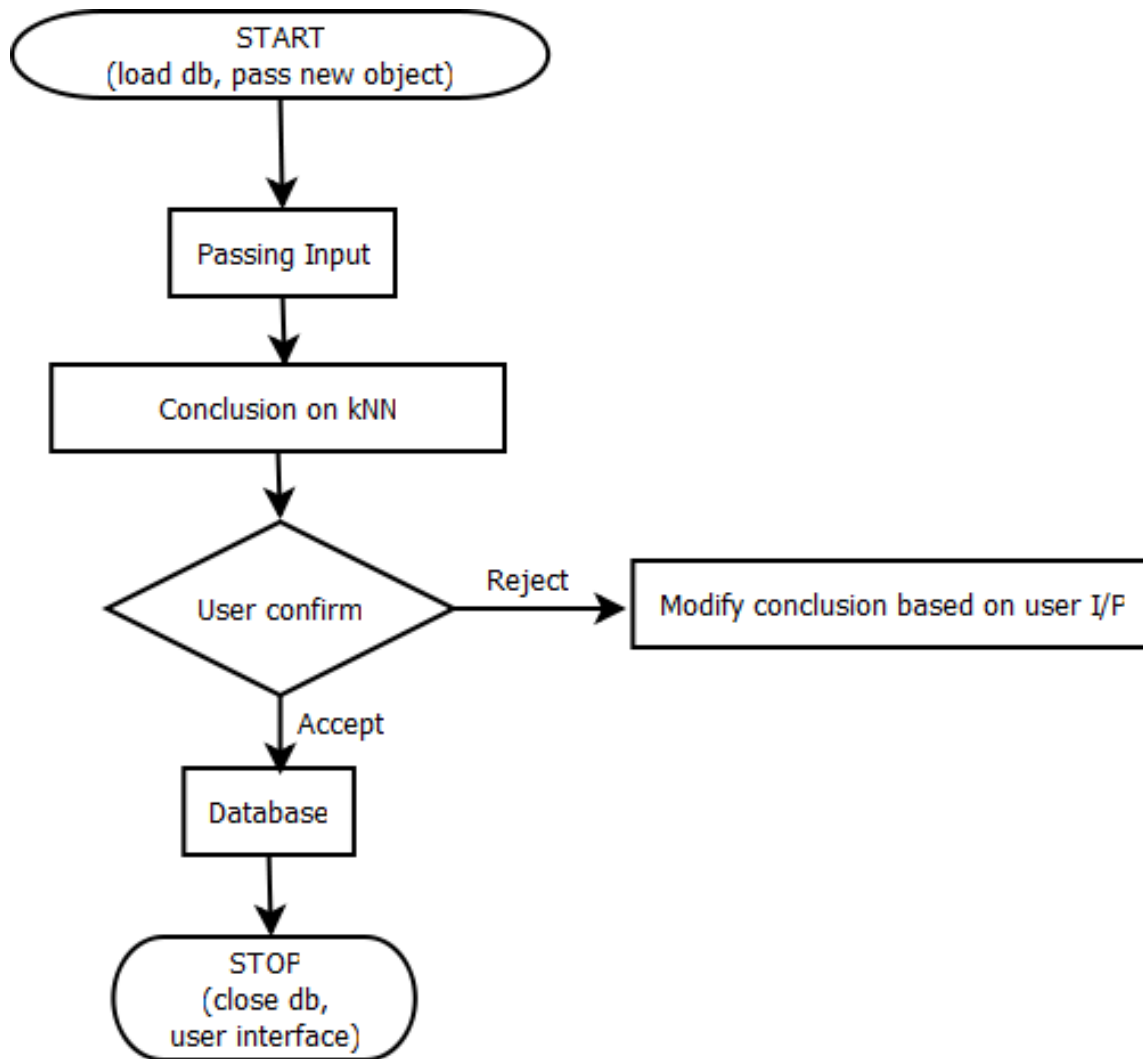 START
(load db, pass new object)
Passing Input
Conclusion on kNN
User confirm
Reject
Modify conclusion based on user I/P
Accept
Database
STOP
(close db,
user interface)